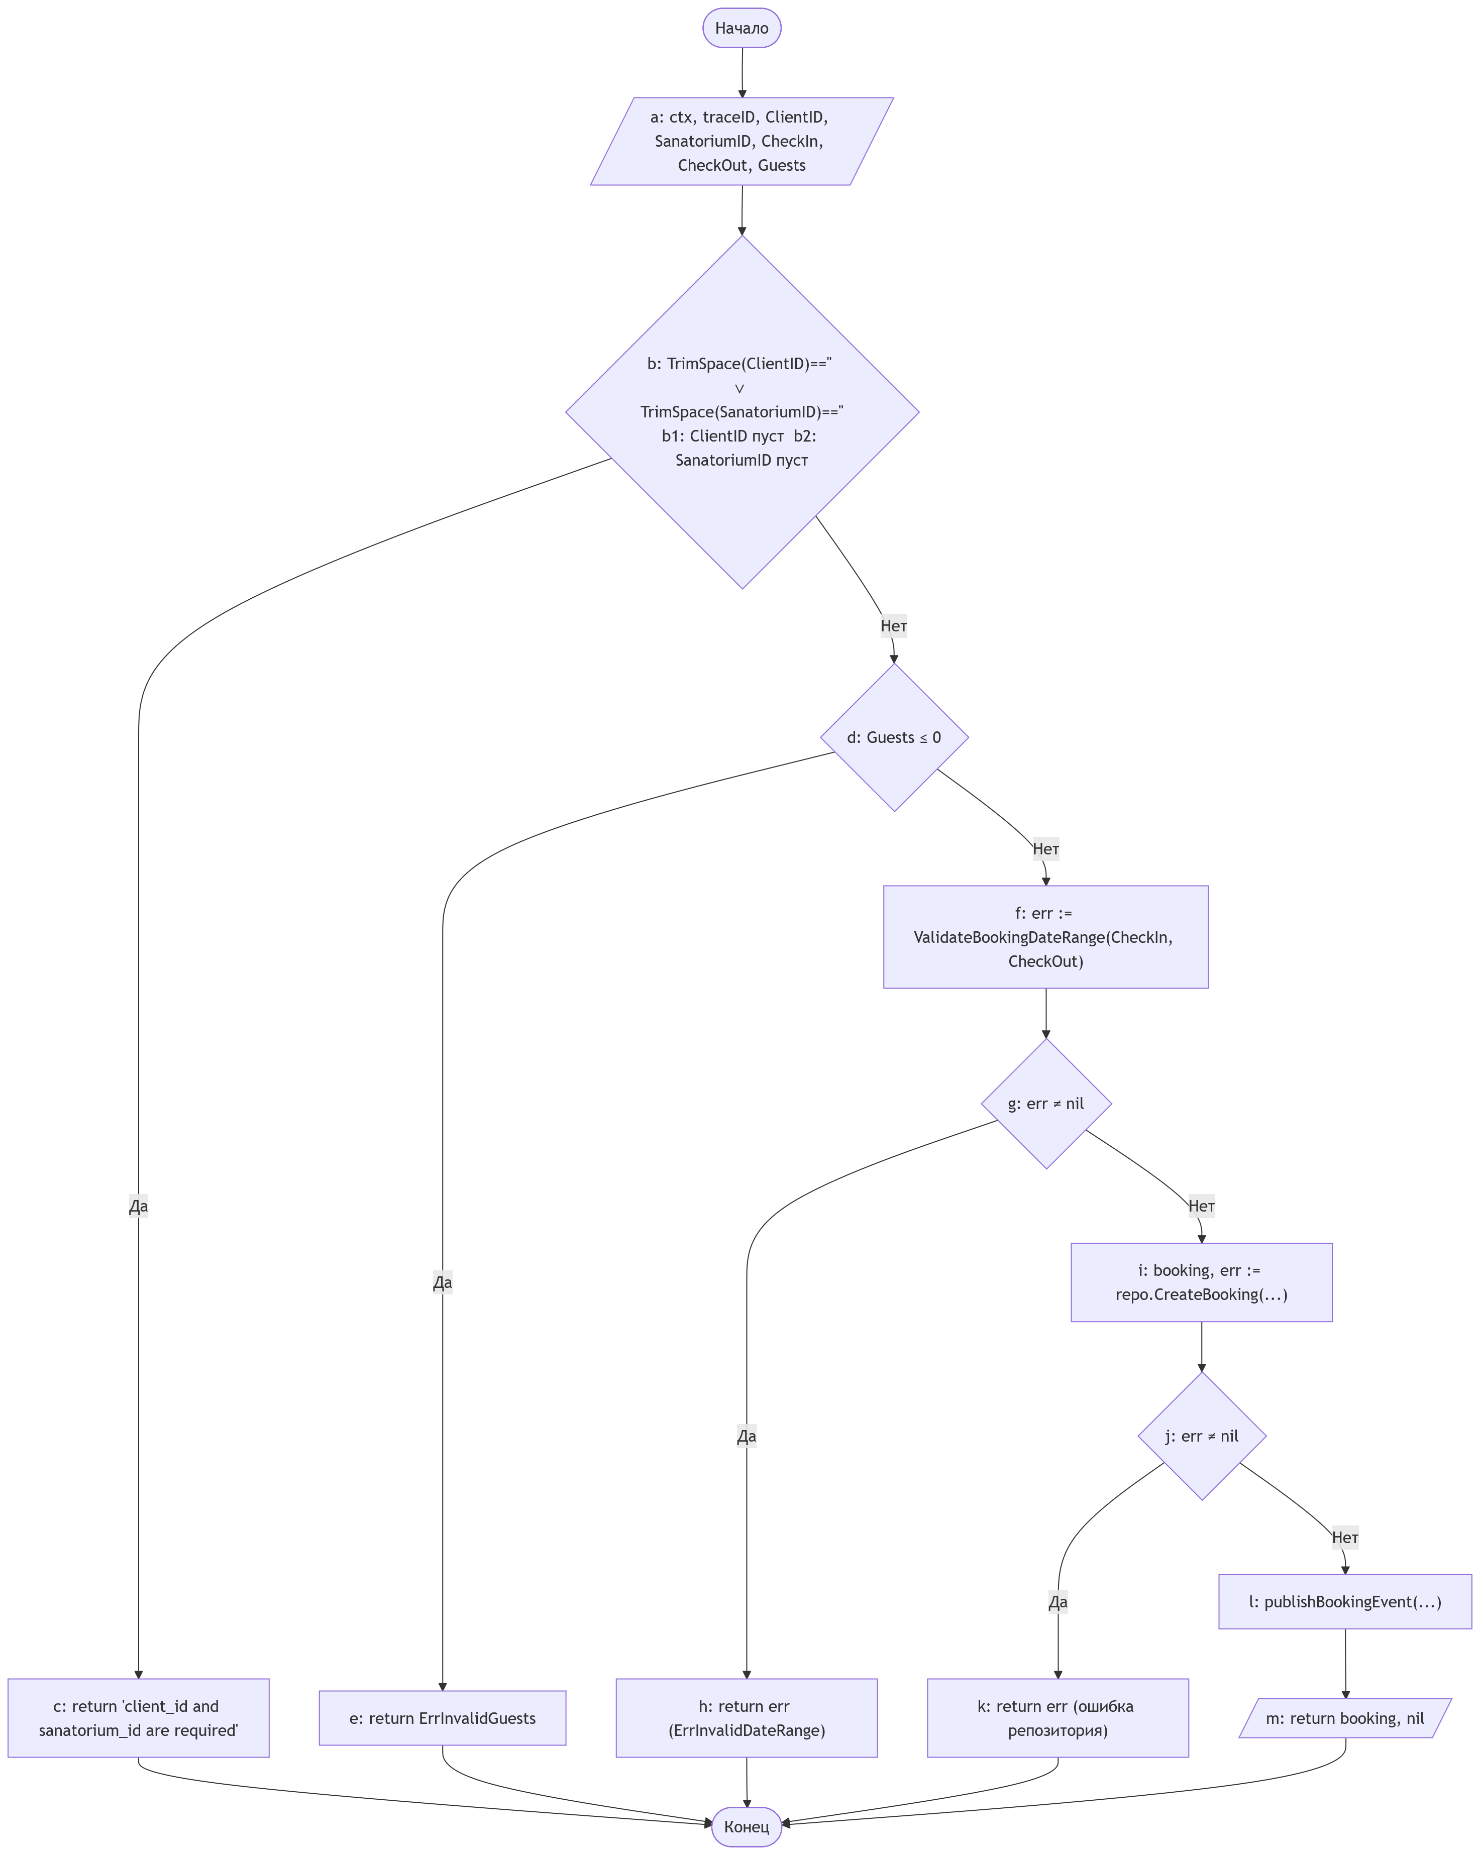 Начало
a: ctx, traceID, ClientID,
SanatoriumID, CheckIn,
CheckOut, Guests
b: TrimSpace(ClientID)=="
∨
TrimSpace(SanatoriumID)=="
b1: ClientID пуст b2:
SanatoriumID пуст
Нет
d: Guests ≤ 0
Нет
f: err :=
ValidateBookingDateRange(CheckIn,
CheckOut)
g: err ≠ nil
Да
Нет
Да
i: booking, err :=
repo.CreateBooking(...)
Да
j: err ≠ nil
Нет
Да
l: publishBookingEvent(...)
c: return 'client_id and
sanatorium_id are required'
e: return ErrInvalidGuests
h: return err
(ErrInvalidDateRange)
k: return err (ошибка
репозитория)
m: return booking, nil
Конец